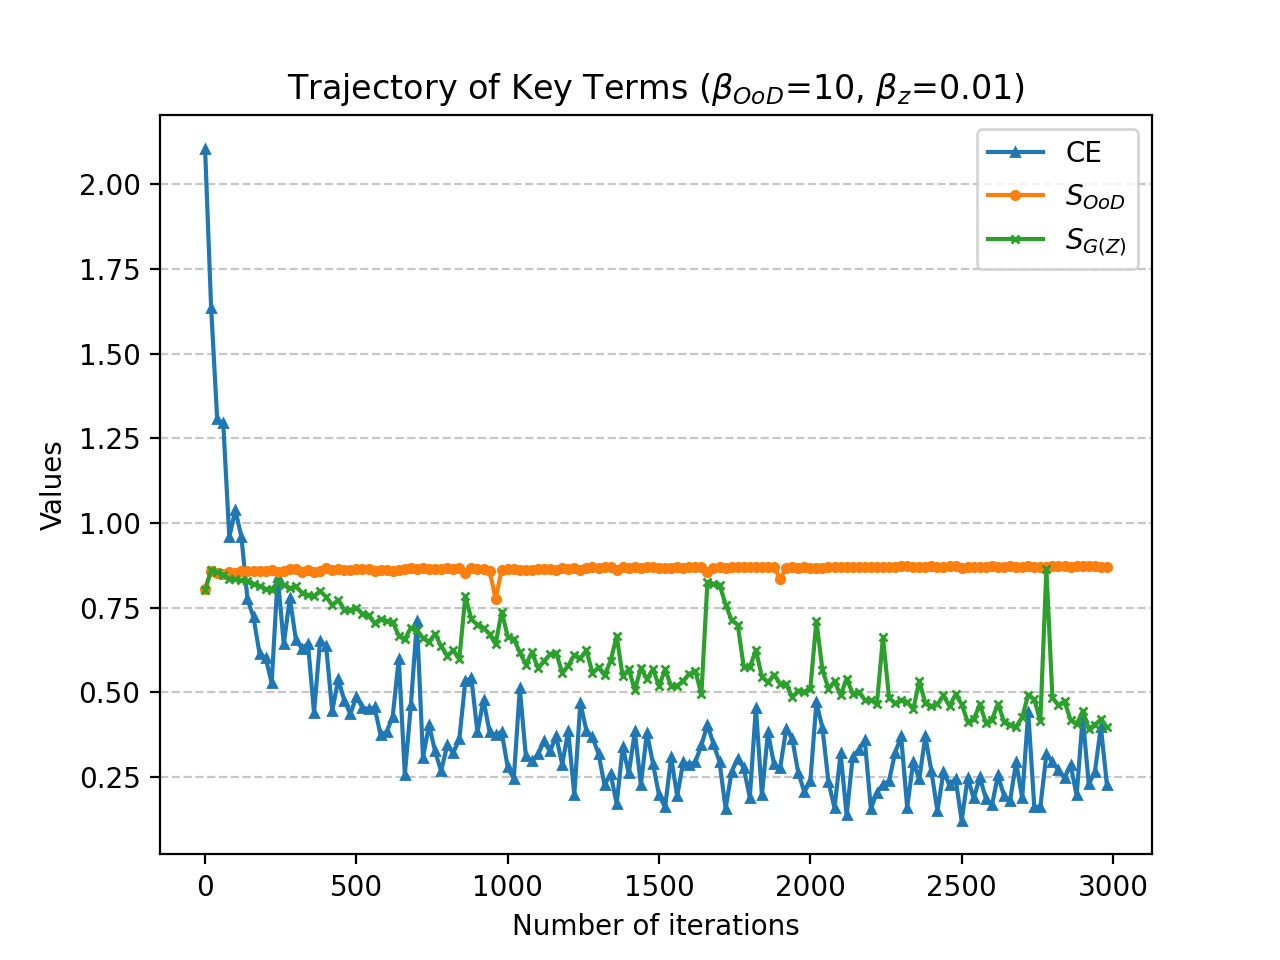 Trajectory of Key Terms (β_OoD=10, β_z=0.01)
CE
S_OoD
S_G(Z)
Values
2.00
1.75
1.50
1.25
1.00
0.75
0.50
0.25
0 500 1000 1500 2000 2500 3000
Number of iterations